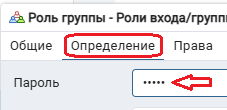 Роль группы - Роли входа/группы
Общие Определение Права
Пароль •••••